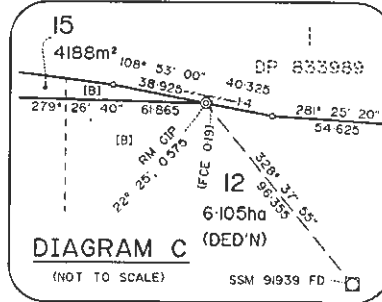 15
4188m²
108° 53' 00"
38·925
40·325
1·4
DP 833989
[B]
279° 26' 40"
61·865
281° 25' 20"
54·625
[B]
RM GIP
22° 25', 0·575
[FCE 0·19]
328° 37' 55"
96·355
12
6·105ha
(DED'N)
DIAGRAM C
(NOT TO SCALE)
SSM 91939 FD